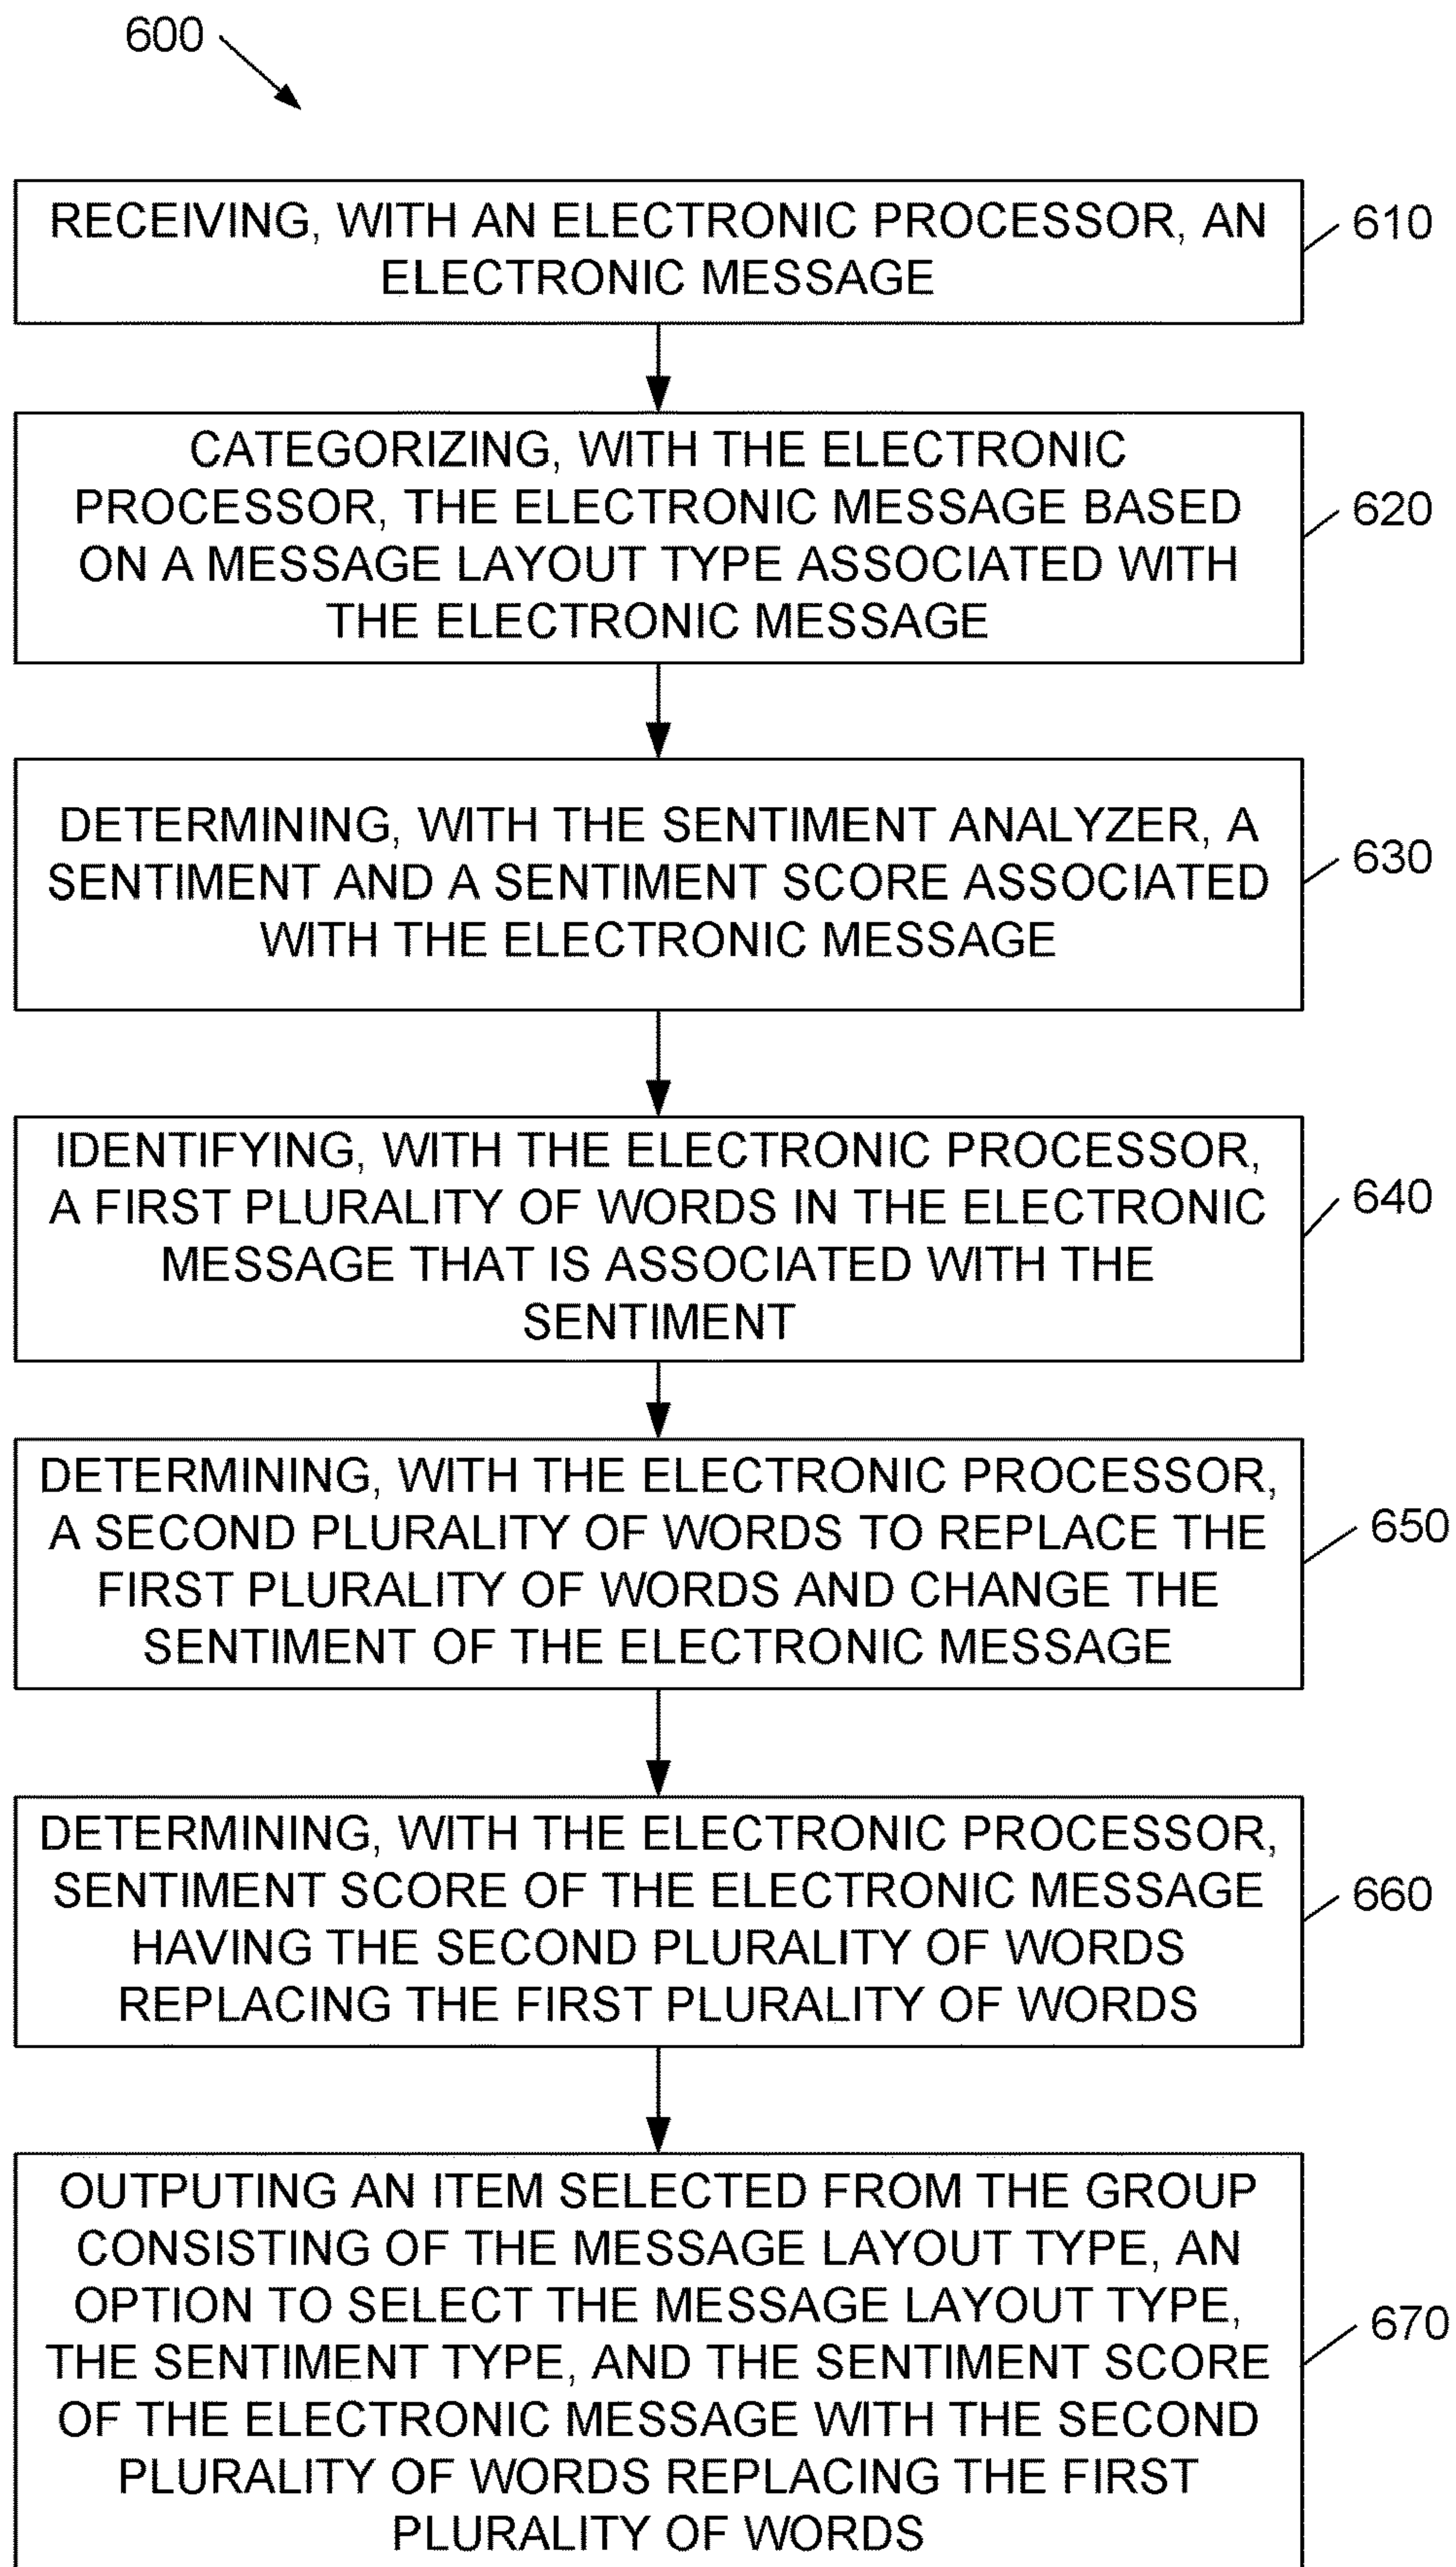 600
RECEIVING, WITH AN ELECTRONIC PROCESSOR, AN
ELECTRONIC MESSAGE
610
CATEGORIZING, WITH THE ELECTRONIC
PROCESSOR, THE ELECTRONIC MESSAGE BASED
ON A MESSAGE LAYOUT TYPE ASSOCIATED WITH
THE ELECTRONIC MESSAGE
620
DETERMINING, WITH THE SENTIMENT ANALYZER, A
SENTIMENT AND A SENTIMENT SCORE ASSOCIATED
WITH THE ELECTRONIC MESSAGE
630
IDENTIFYING, WITH THE ELECTRONIC PROCESSOR,
A FIRST PLURALITY OF WORDS IN THE ELECTRONIC
MESSAGE THAT IS ASSOCIATED WITH THE
SENTIMENT
640
DETERMINING, WITH THE ELECTRONIC PROCESSOR,
A SECOND PLURALITY OF WORDS TO REPLACE THE
FIRST PLURALITY OF WORDS AND CHANGE THE
SENTIMENT OF THE ELECTRONIC MESSAGE
650
DETERMINING, WITH THE ELECTRONIC PROCESSOR,
SENTIMENT SCORE OF THE ELECTRONIC MESSAGE
HAVING THE SECOND PLURALITY OF WORDS
REPLACING THE FIRST PLURALITY OF WORDS
660
OUTPUTING AN ITEM SELECTED FROM THE GROUP
CONSISTING OF THE MESSAGE LAYOUT TYPE, AN
OPTION TO SELECT THE MESSAGE LAYOUT TYPE,
THE SENTIMENT TYPE, AND THE SENTIMENT SCORE
OF THE ELECTRONIC MESSAGE WITH THE SECOND
PLURALITY OF WORDS REPLACING THE FIRST
PLURALITY OF WORDS
670